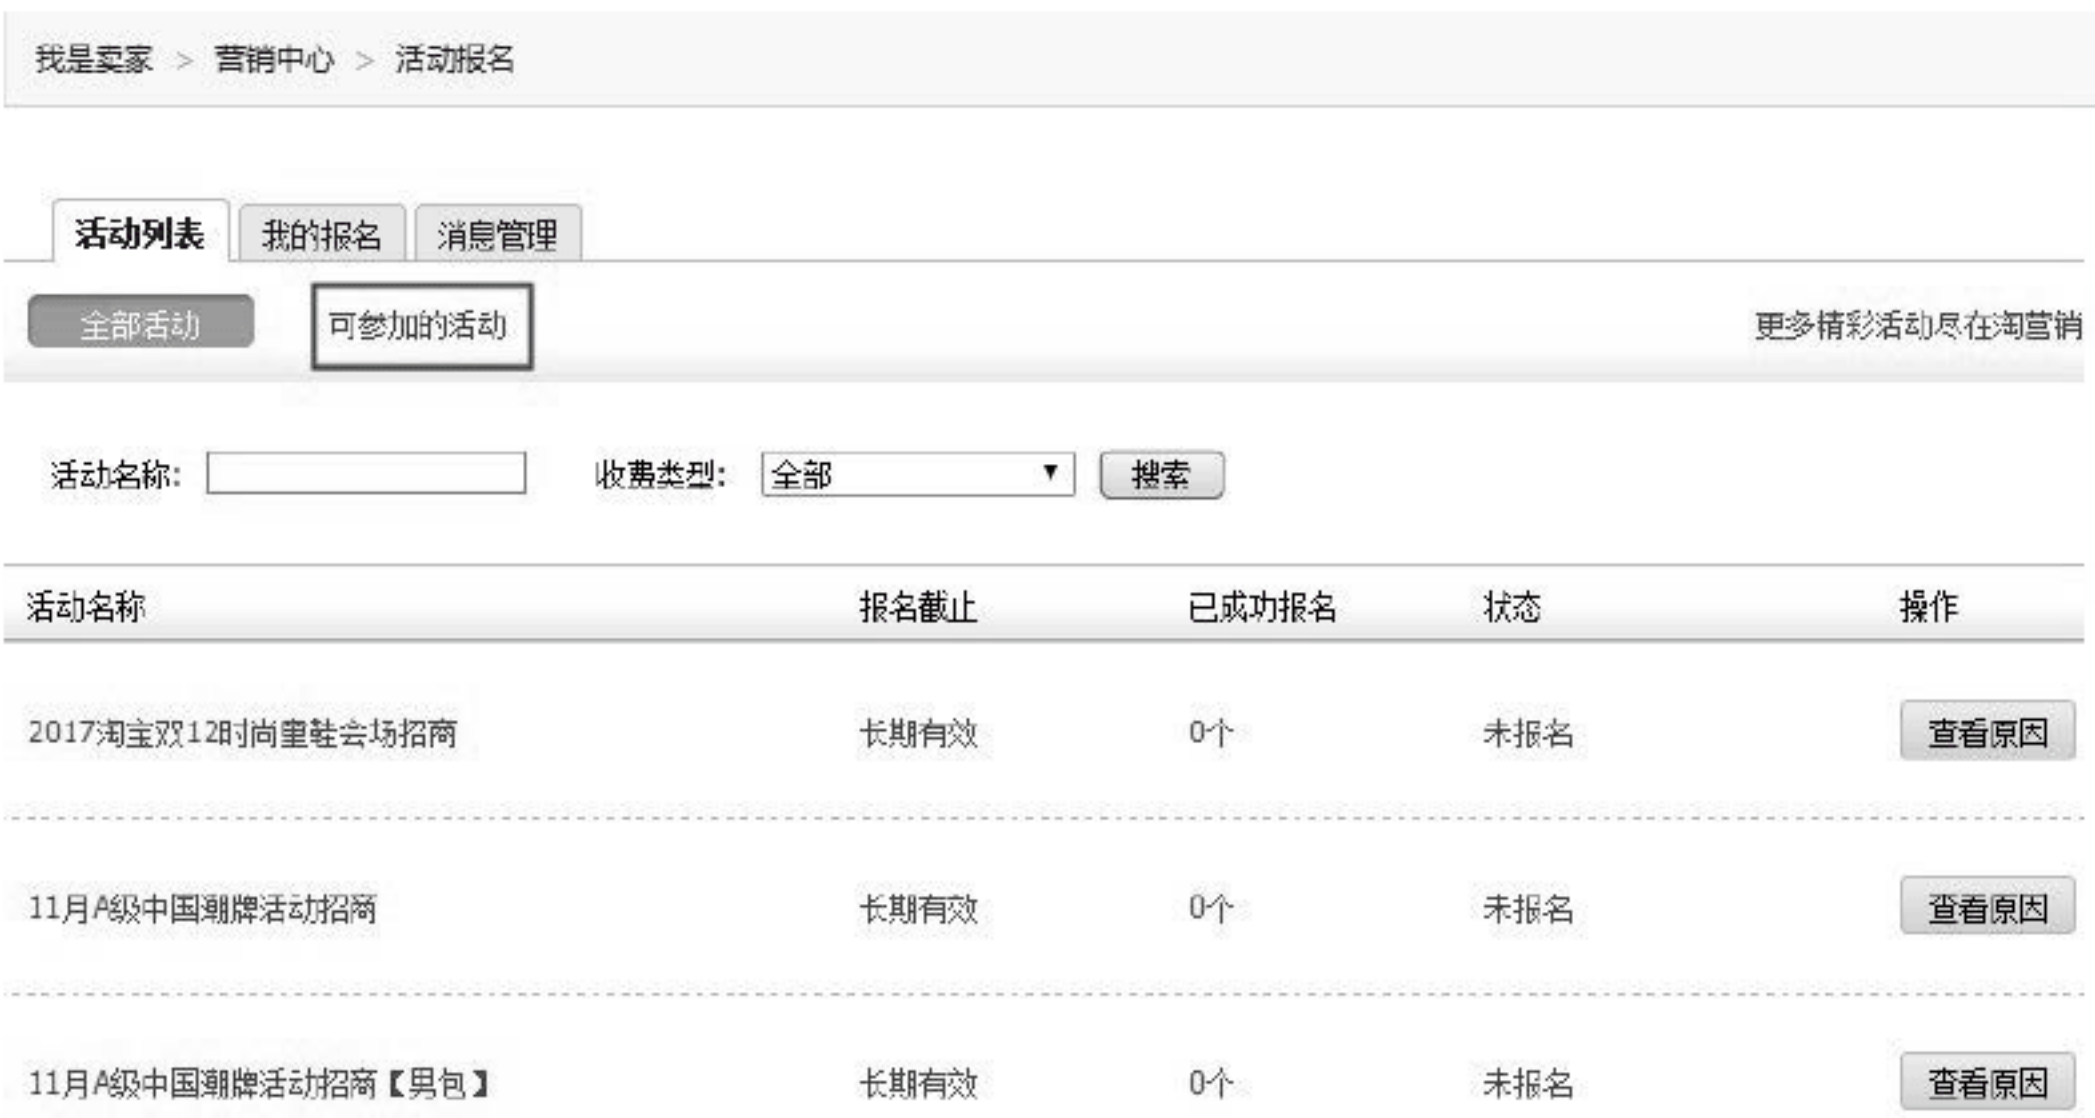 我是卖家 > 营销中心 > 活动报名
活动列表 我的报名 消息管理
全部活动 可参加的活动 更多精彩活动尽在淘营销
活动名称: 收费类型: 全部 ▼ 搜索
活动名称 报名截止 已成功报名 状态 操作
2017淘宝双12时尚童鞋会场招商 长期有效 0个 未报名 查看原因
11月A级中国潮牌活动招商 长期有效 0个 未报名 查看原因
11月A级中国潮牌活动招商【男包】 长期有效 0个 未报名 查看原因